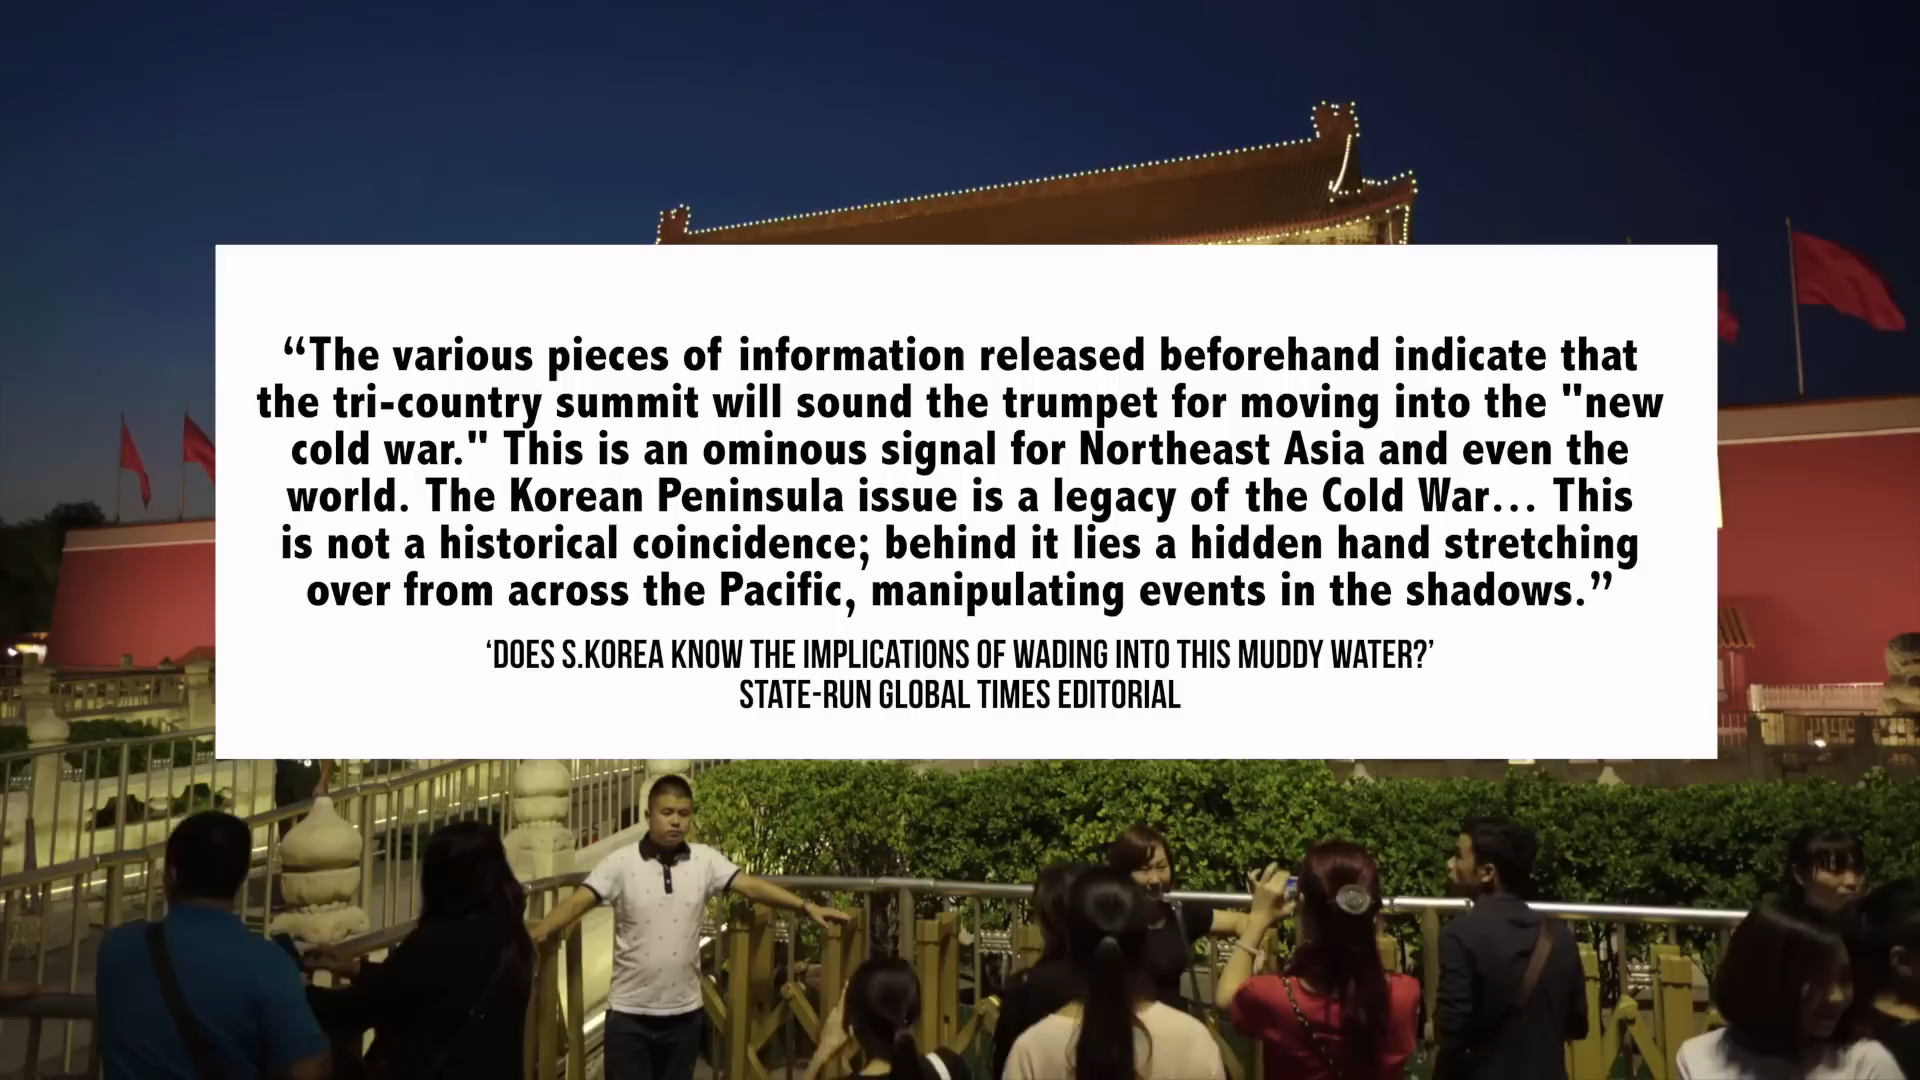 “The various pieces of information released beforehand indicate that
the tri-country summit will sound the trumpet for moving into the "new
cold war." This is an ominous signal for Northeast Asia and even the
world. The Korean Peninsula issue is a legacy of the Cold War... This
is not a historical coincidence; behind it lies a hidden hand stretching
over from across the Pacific, manipulating events in the shadows.”
‘DOES S.KOREA KNOW THE IMPLICATIONS OF WADING INTO THIS MUDDY WATER?’
STATE-RUN GLOBAL TIMES EDITORIAL